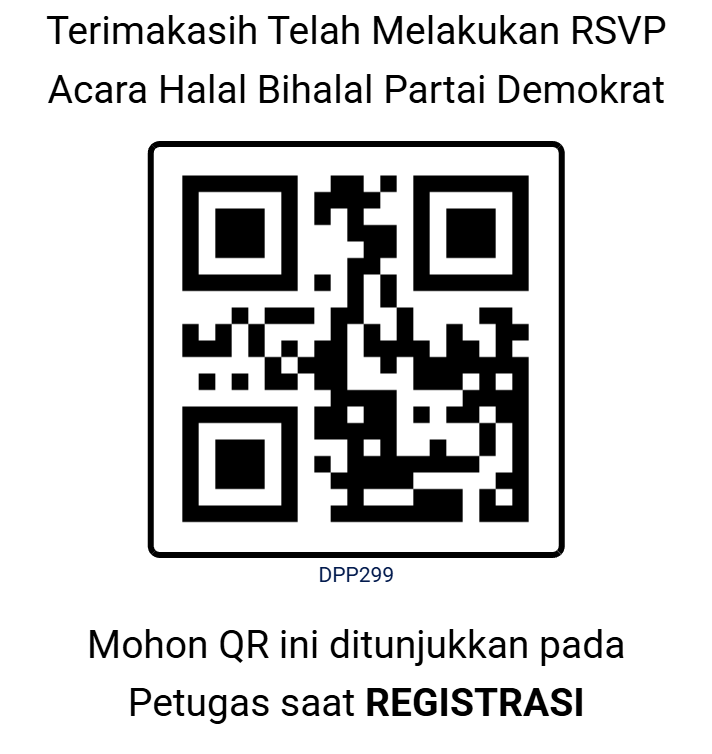 Terimakasih Telah Melakukan RSVP
Acara Halal Bihalal Partai Demokrat
DPP299
Mohon QR ini ditunjukkan pada
Petugas saat REGISTRASI